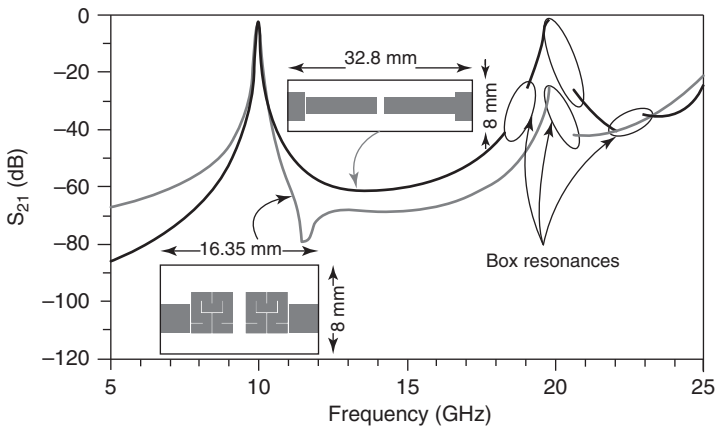 0
−20
−40
−60
−80
−100
−120
S21 (dB)
32.8 mm
8 mm
16.35 mm
8 mm
Box resonances
5
10
15
20
25
Frequency (GHz)